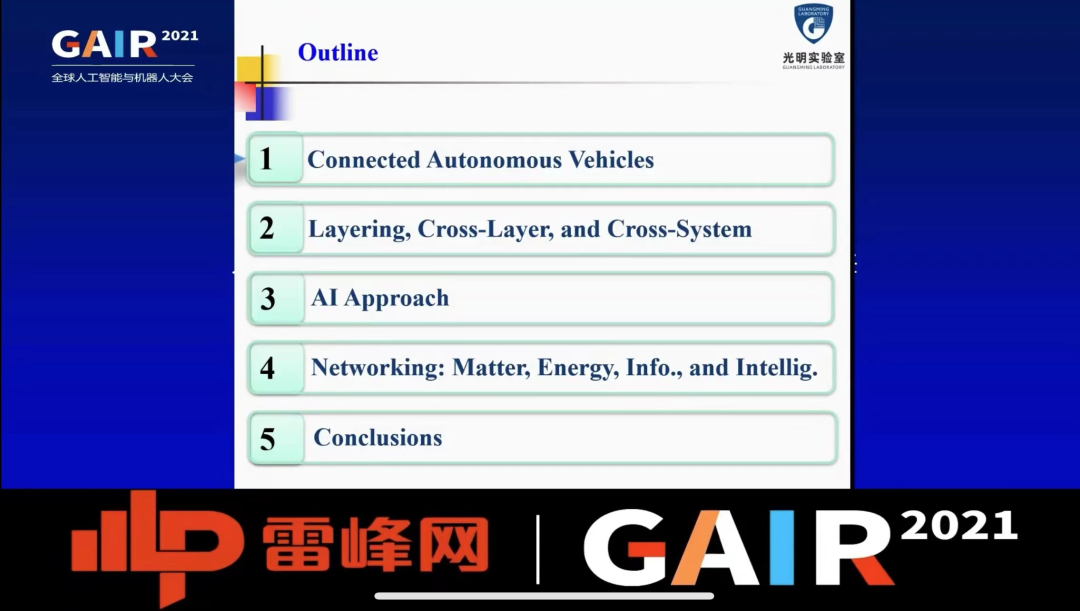 GAIR 2021
全球人工智能与机器人大会
Outline
GUANGMING LABORATORY
光明实验室
GUANGMING LABORATORY
1 Connected Autonomous Vehicles
2 Layering, Cross-Layer, and Cross-System
3 AI Approach
4 Networking: Matter, Energy, Info., and Intellig.
5 Conclusions
雷峰网 GAIR 2021